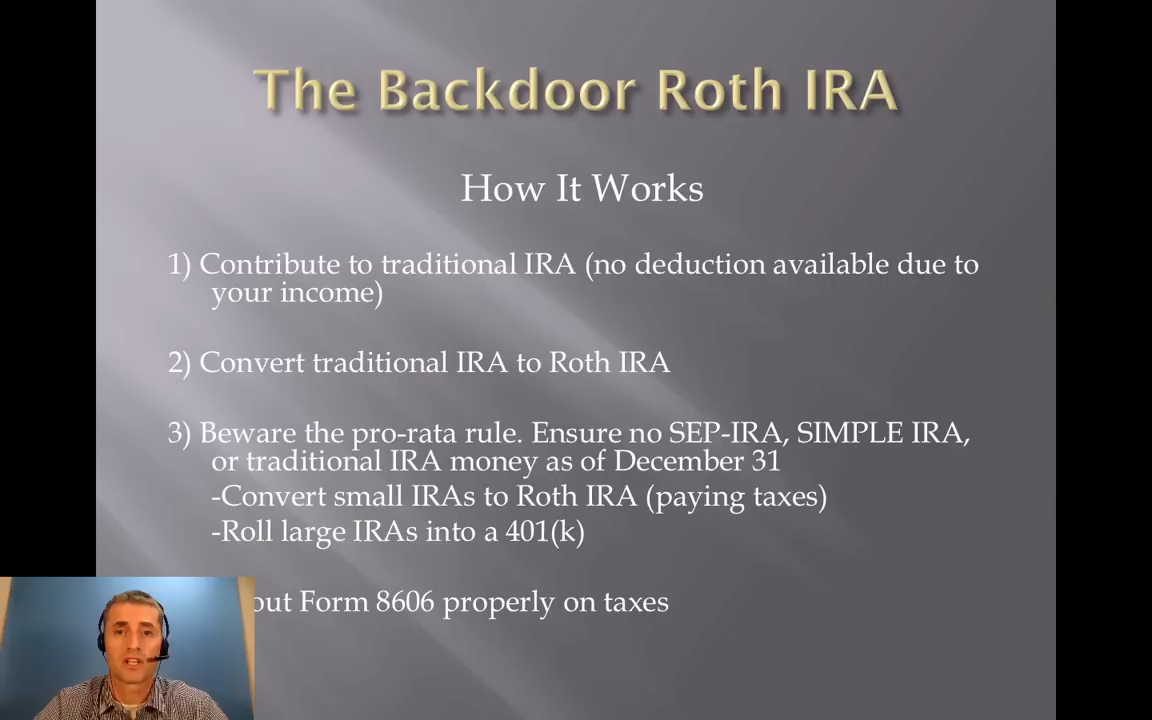 The Backdoor Roth IRA
How It Works
1) Contribute to traditional IRA (no deduction available due to
your income)
2) Convert traditional IRA to Roth IRA
3) Beware the pro-rata rule. Ensure no SEP-IRA, SIMPLE IRA,
or traditional IRA money as of December 31
-Convert small IRAs to Roth IRA (paying taxes)
-Roll large IRAs into a 401(k)
out Form 8606 properly on taxes